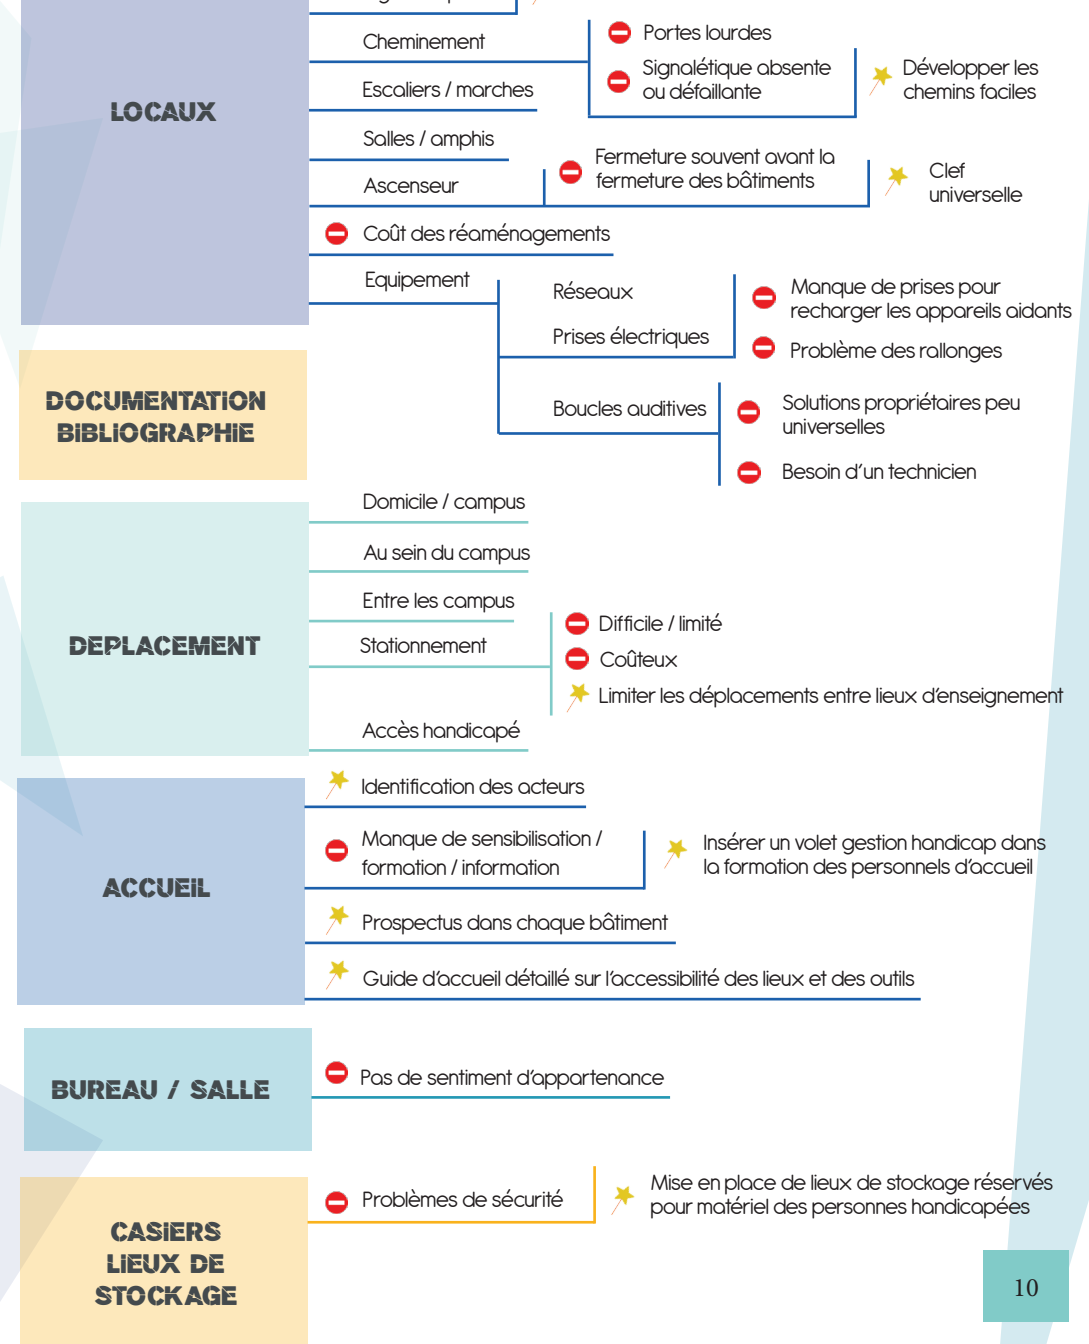 LOCAUX
Cheminement
Portes lourdes
Signalétique absente
ou défaillante
Développer les
chemins faciles
Escaliers / marches
Salles / amphis
Ascenseur
Fermeture souvent avant la
fermeture des bâtiments
Clef
universelle
Coût des réaménagements
Equipement
Réseaux
Prises électriques
Manque de prises pour
recharger les appareils aidants
Problème des rallonges
Boucles auditives
Solutions propriétaires peu
universelles
Besoin d'un technicien
DOCUMENTATION
BIBLIOGRAPHIE
DEPLACEMENT
Domicile / campus
Au sein du campus
Entre les campus
Stationnement
Difficile / limité
Coûteux
Limiter les déplacements entre lieux d'enseignement
Accès handicapé
ACCUEIL
Identification des acteurs
Manque de sensibilisation /
formation / information
Insérer un volet gestion handicap dans
la formation des personnels d'accueil
Prospectus dans chaque bâtiment
Guide d'accueil détaillé sur l'accessibilité des lieux et des outils
BUREAU / SALLE
Pas de sentiment d'appartenance
CASIERS
LIEUX DE
STOCKAGE
Problèmes de sécurité
Mise en place de lieux de stockage réservés
pour matériel des personnes handicapées
10